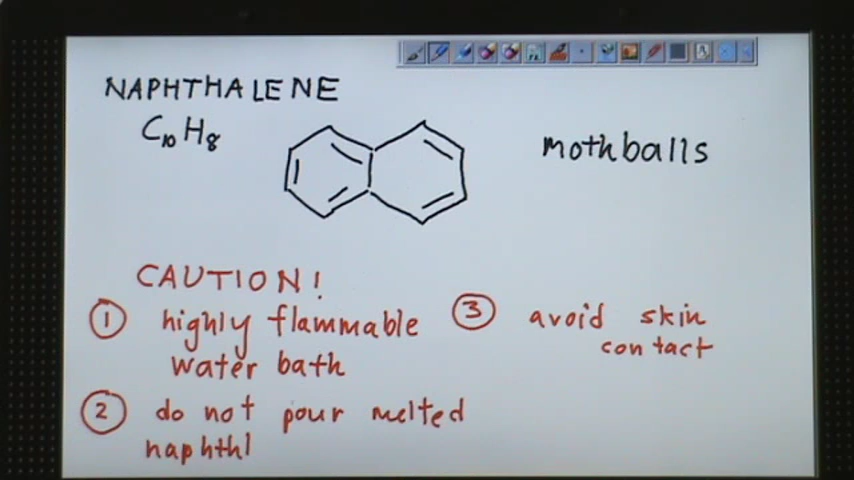 NAPHTHALENE
C₁₀H₈
mothballs
CAUTION!
① highly flammable
water bath
② do not pour melted
naphthl
③ avoid skin
contact